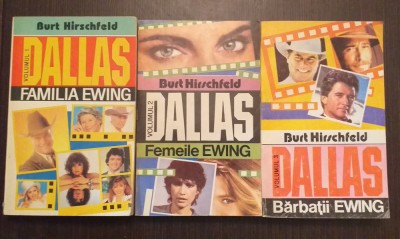 Burt Hirschfeld
VOLUMUL 1
DALLAS
FAMILIA EWING
Burt Hirschfeld
VOLUMUL 2
DALLAS
Femeile EWING
Burt Hirschfeld
VOLUMUL 3
DALLAS
Bărbaţii EWING